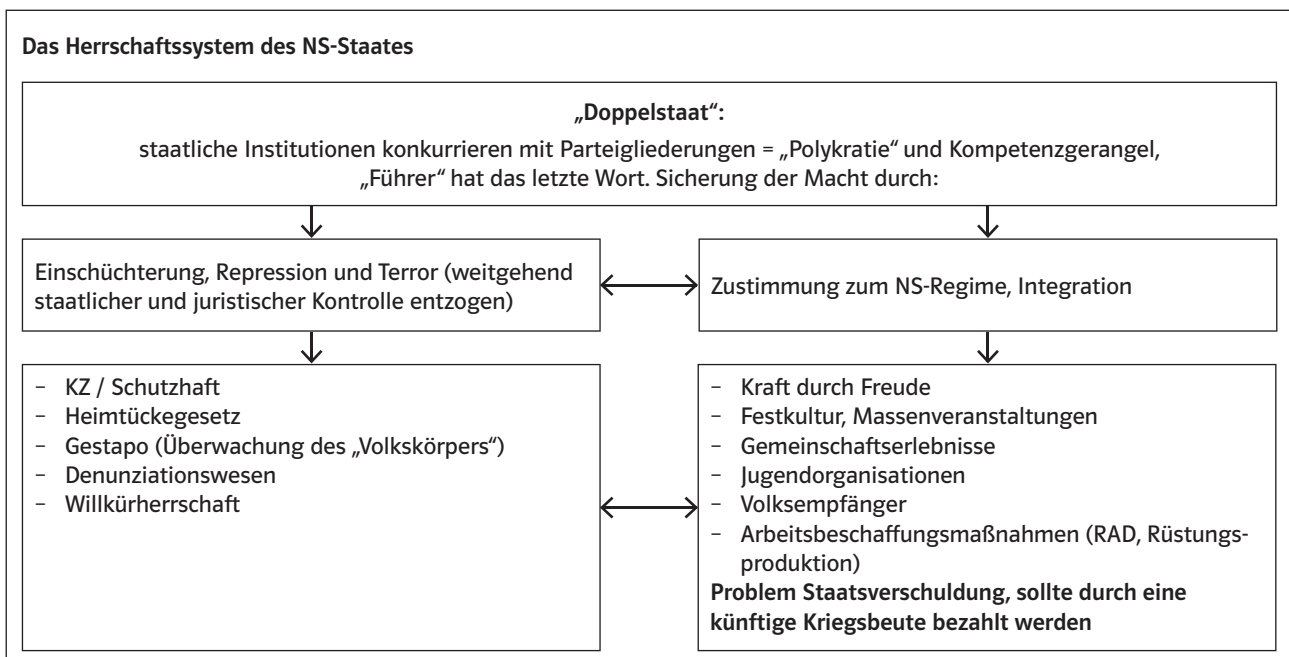 Das Herrschaftssystem des NS-Staates
„Doppelstaat“:
staatliche Institutionen konkurrieren mit Parteigliederungen = „Polykratie“ und Kompetenzgerangel,
„Führer“ hat das letzte Wort. Sicherung der Macht durch:
Einschüchterung, Repression und Terror (weitgehend
staatlicher und juristischer Kontrolle entzogen)
Zustimmung zum NS-Regime, Integration
– KZ / Schutzhaft
– Heimtückegesetz
– Gestapo (Überwachung des „Volkskörpers“)
– Denunziationswesen
– Willkürherrschaft
– Kraft durch Freude
– Festkultur, Massenveranstaltungen
– Gemeinschaftserlebnisse
– Jugendorganisationen
– Volksempfänger
– Arbeitsbeschaffungsmaßnahmen (RAD, Rüstungs-
produktion)
Problem Staatsverschuldung, sollte durch eine
künftige Kriegsbeute bezahlt werden